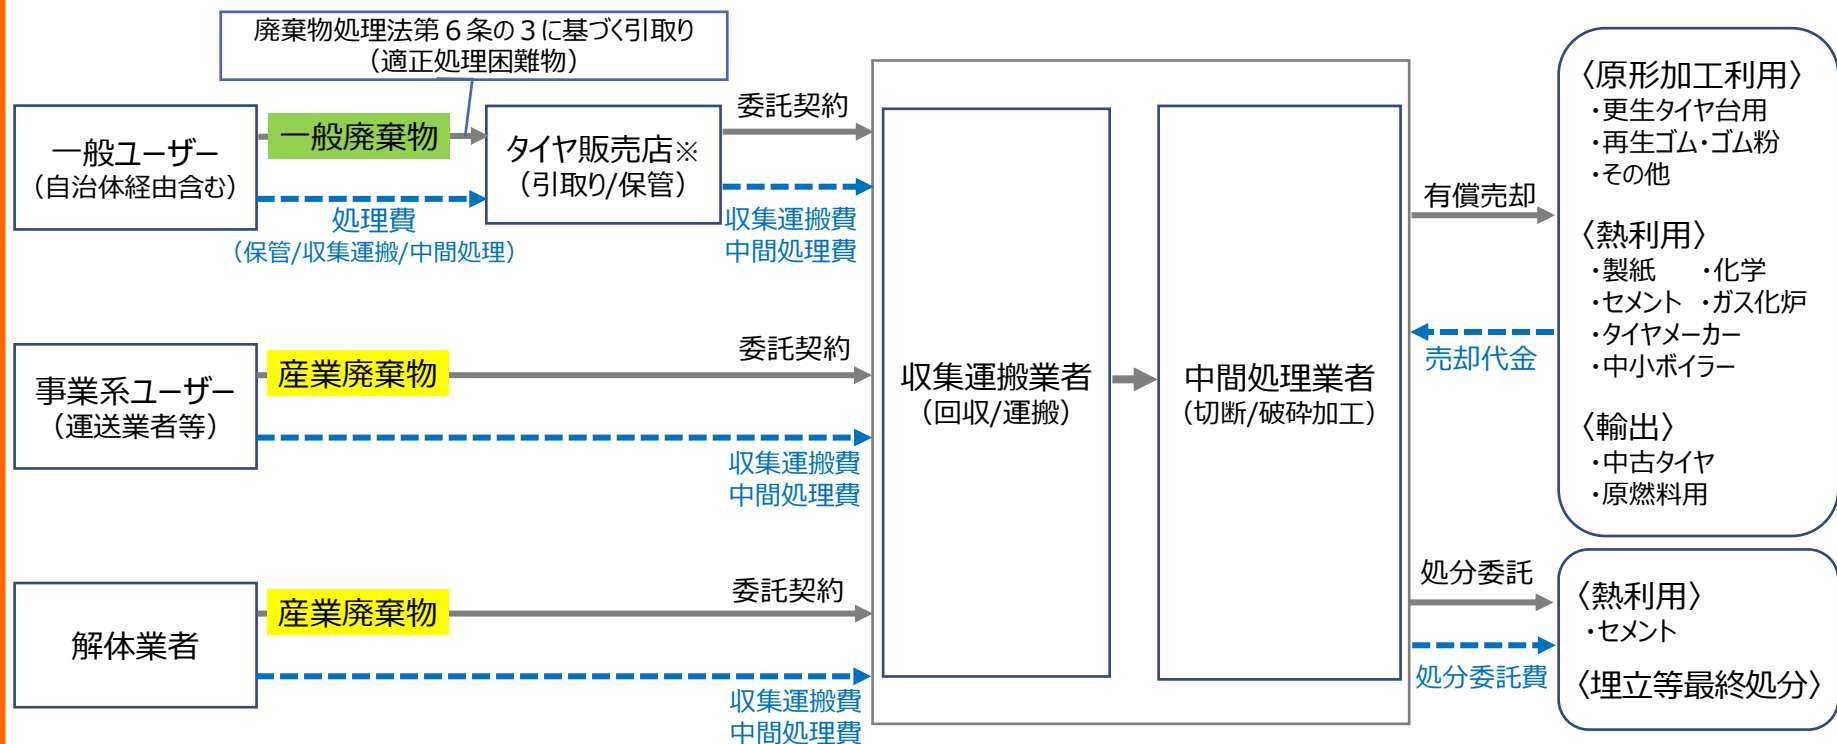 廃棄物処理法第６条の３に基づく引取り
（適正処理困難物）
一般ユーザー
（自治体経由含む）
一般廃棄物
処理費
（保管/収集運搬/中間処理）
タイヤ販売店※
（引取り/保管）
委託契約
収集運搬費
中間処理費
事業系ユーザー
（運送業者等）
産業廃棄物
委託契約
収集運搬費
中間処理費
解体業者
産業廃棄物
委託契約
収集運搬費
中間処理費
収集運搬業者
（回収/運搬）
中間処理業者
（切断/破砕加工）
有償売却
売却代金
処分委託
処分委託費
〈原形加工利用〉
・更生タイヤ台用
・再生ゴム・ゴム粉
・その他
〈熱利用〉
・製紙　・化学
・セメント　・ガス化炉
・タイヤメーカー
・中小ボイラー
〈輸出〉
・中古タイヤ
・原燃料用
〈熱利用〉
・セメント
〈埋立等最終処分〉